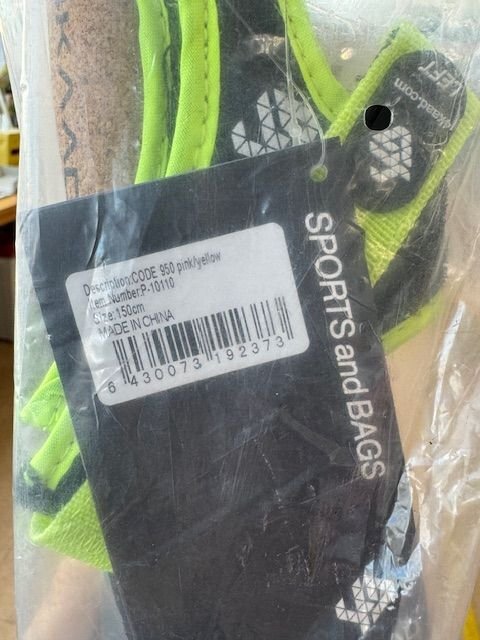 LEFT
Description:CODE 950 pink/yellow
Item Number:P-10110
Size:150cm
MADE IN CHINA
6 430073 192373
SPORTS and BAGS